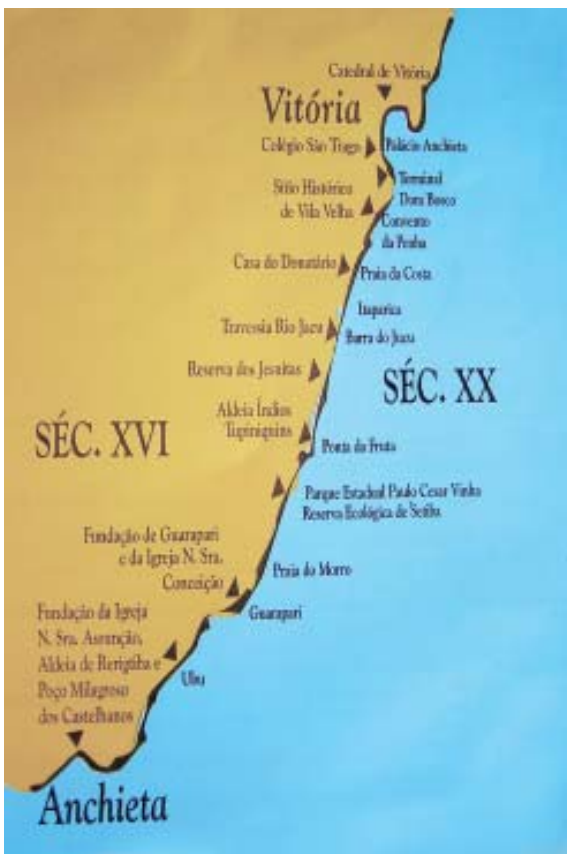 Catedral de Vitória
Vitória
Colégio São Tiago
Palácio Anchieta
Terminal
Dom Bosco
Sítio Histórico
de Vila Velha
Convento
da Penha
Casa do Donatário
Praia da Costa
Itaparica
Travessia Rio Jucu
Barra do Jucu
Reserva dos Jesuítas
SÉC. XX
Aldeia Índios
Tupiniquins
SÉC. XVI
Ponta da Fruta
Parque Estadual Paulo Cesar Vinha
Reserva Ecológica de Setiba
Fundação de Guarapari
e da Igreja N. Sra.
Conceição
Praia do Morro
Guarapari
Fundação da Igreja
N. Sra. Assunção,
Aldeia de Rerigtiba e
Poço Milagroso
dos Castelhanos
Ubu
Anchieta